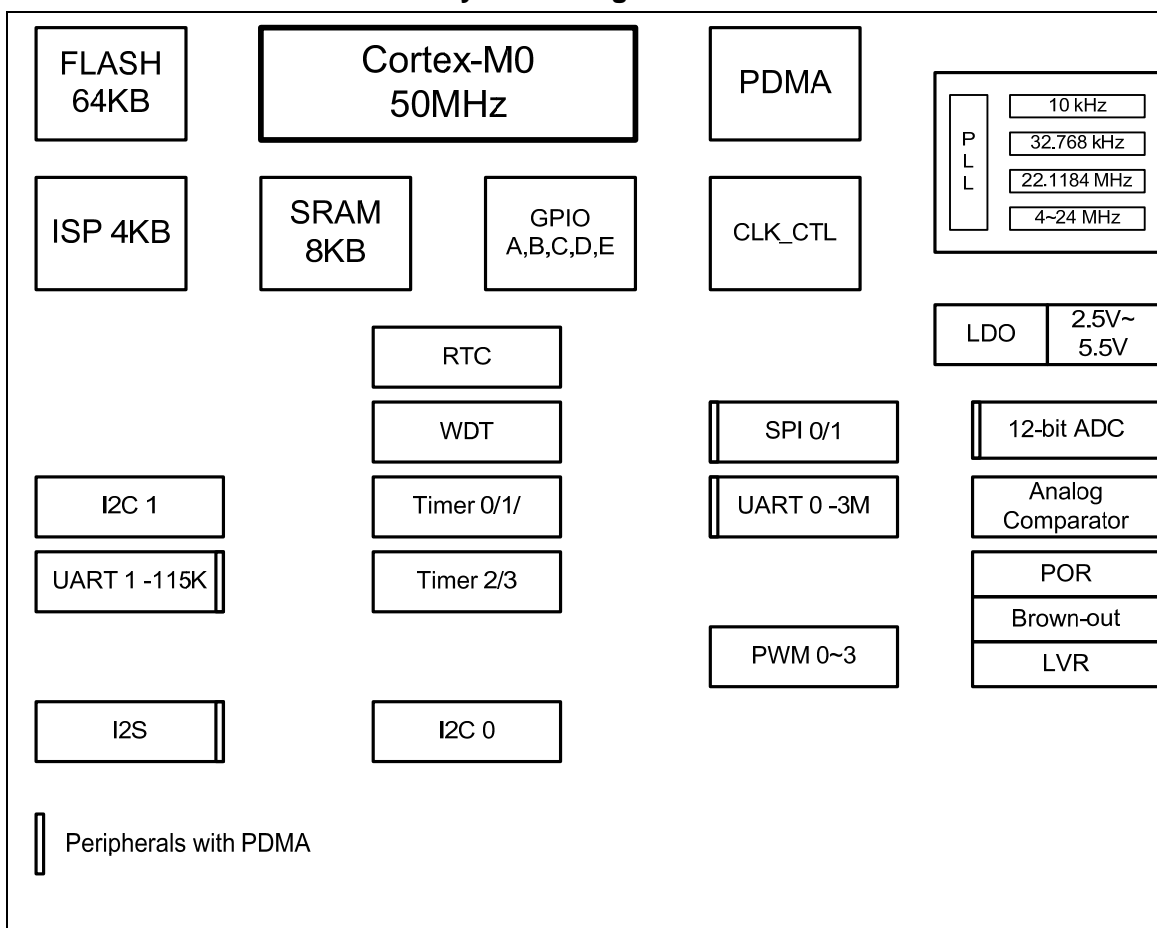 FLASH
64KB
Cortex-M0
50MHz
PDMA
P
L
L
10 kHz
32.768 kHz
22.1184 MHz
4~24 MHz
ISP 4KB
SRAM
8KB
GPIO
A,B,C,D,E
CLK_CTL
LDO
2.5V~
5.5V
RTC
WDT
SPI 0/1
12-bit ADC
I2C 1
Timer 0/1/
UART 0 -3M
Analog
Comparator
UART 1 -115K
Timer 2/3
POR
Brown-out
PWM 0~3
LVR
I2S
I2C 0
Peripherals with PDMA